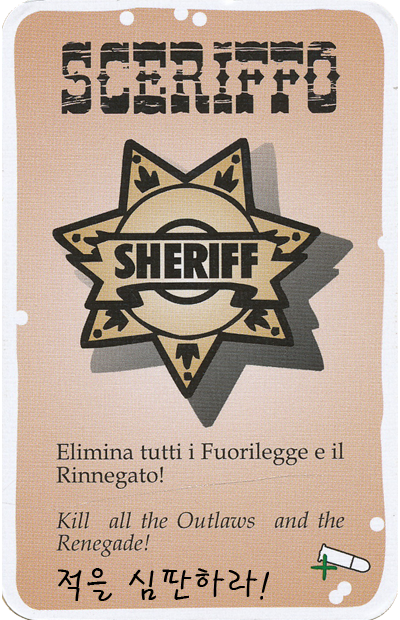 SCERIFFO
SHERIFF
Elimina tutti i Fuorilegge e il
Rinnegato!
Kill all the Outlaws and the
Renegade!
적을 심판하라!